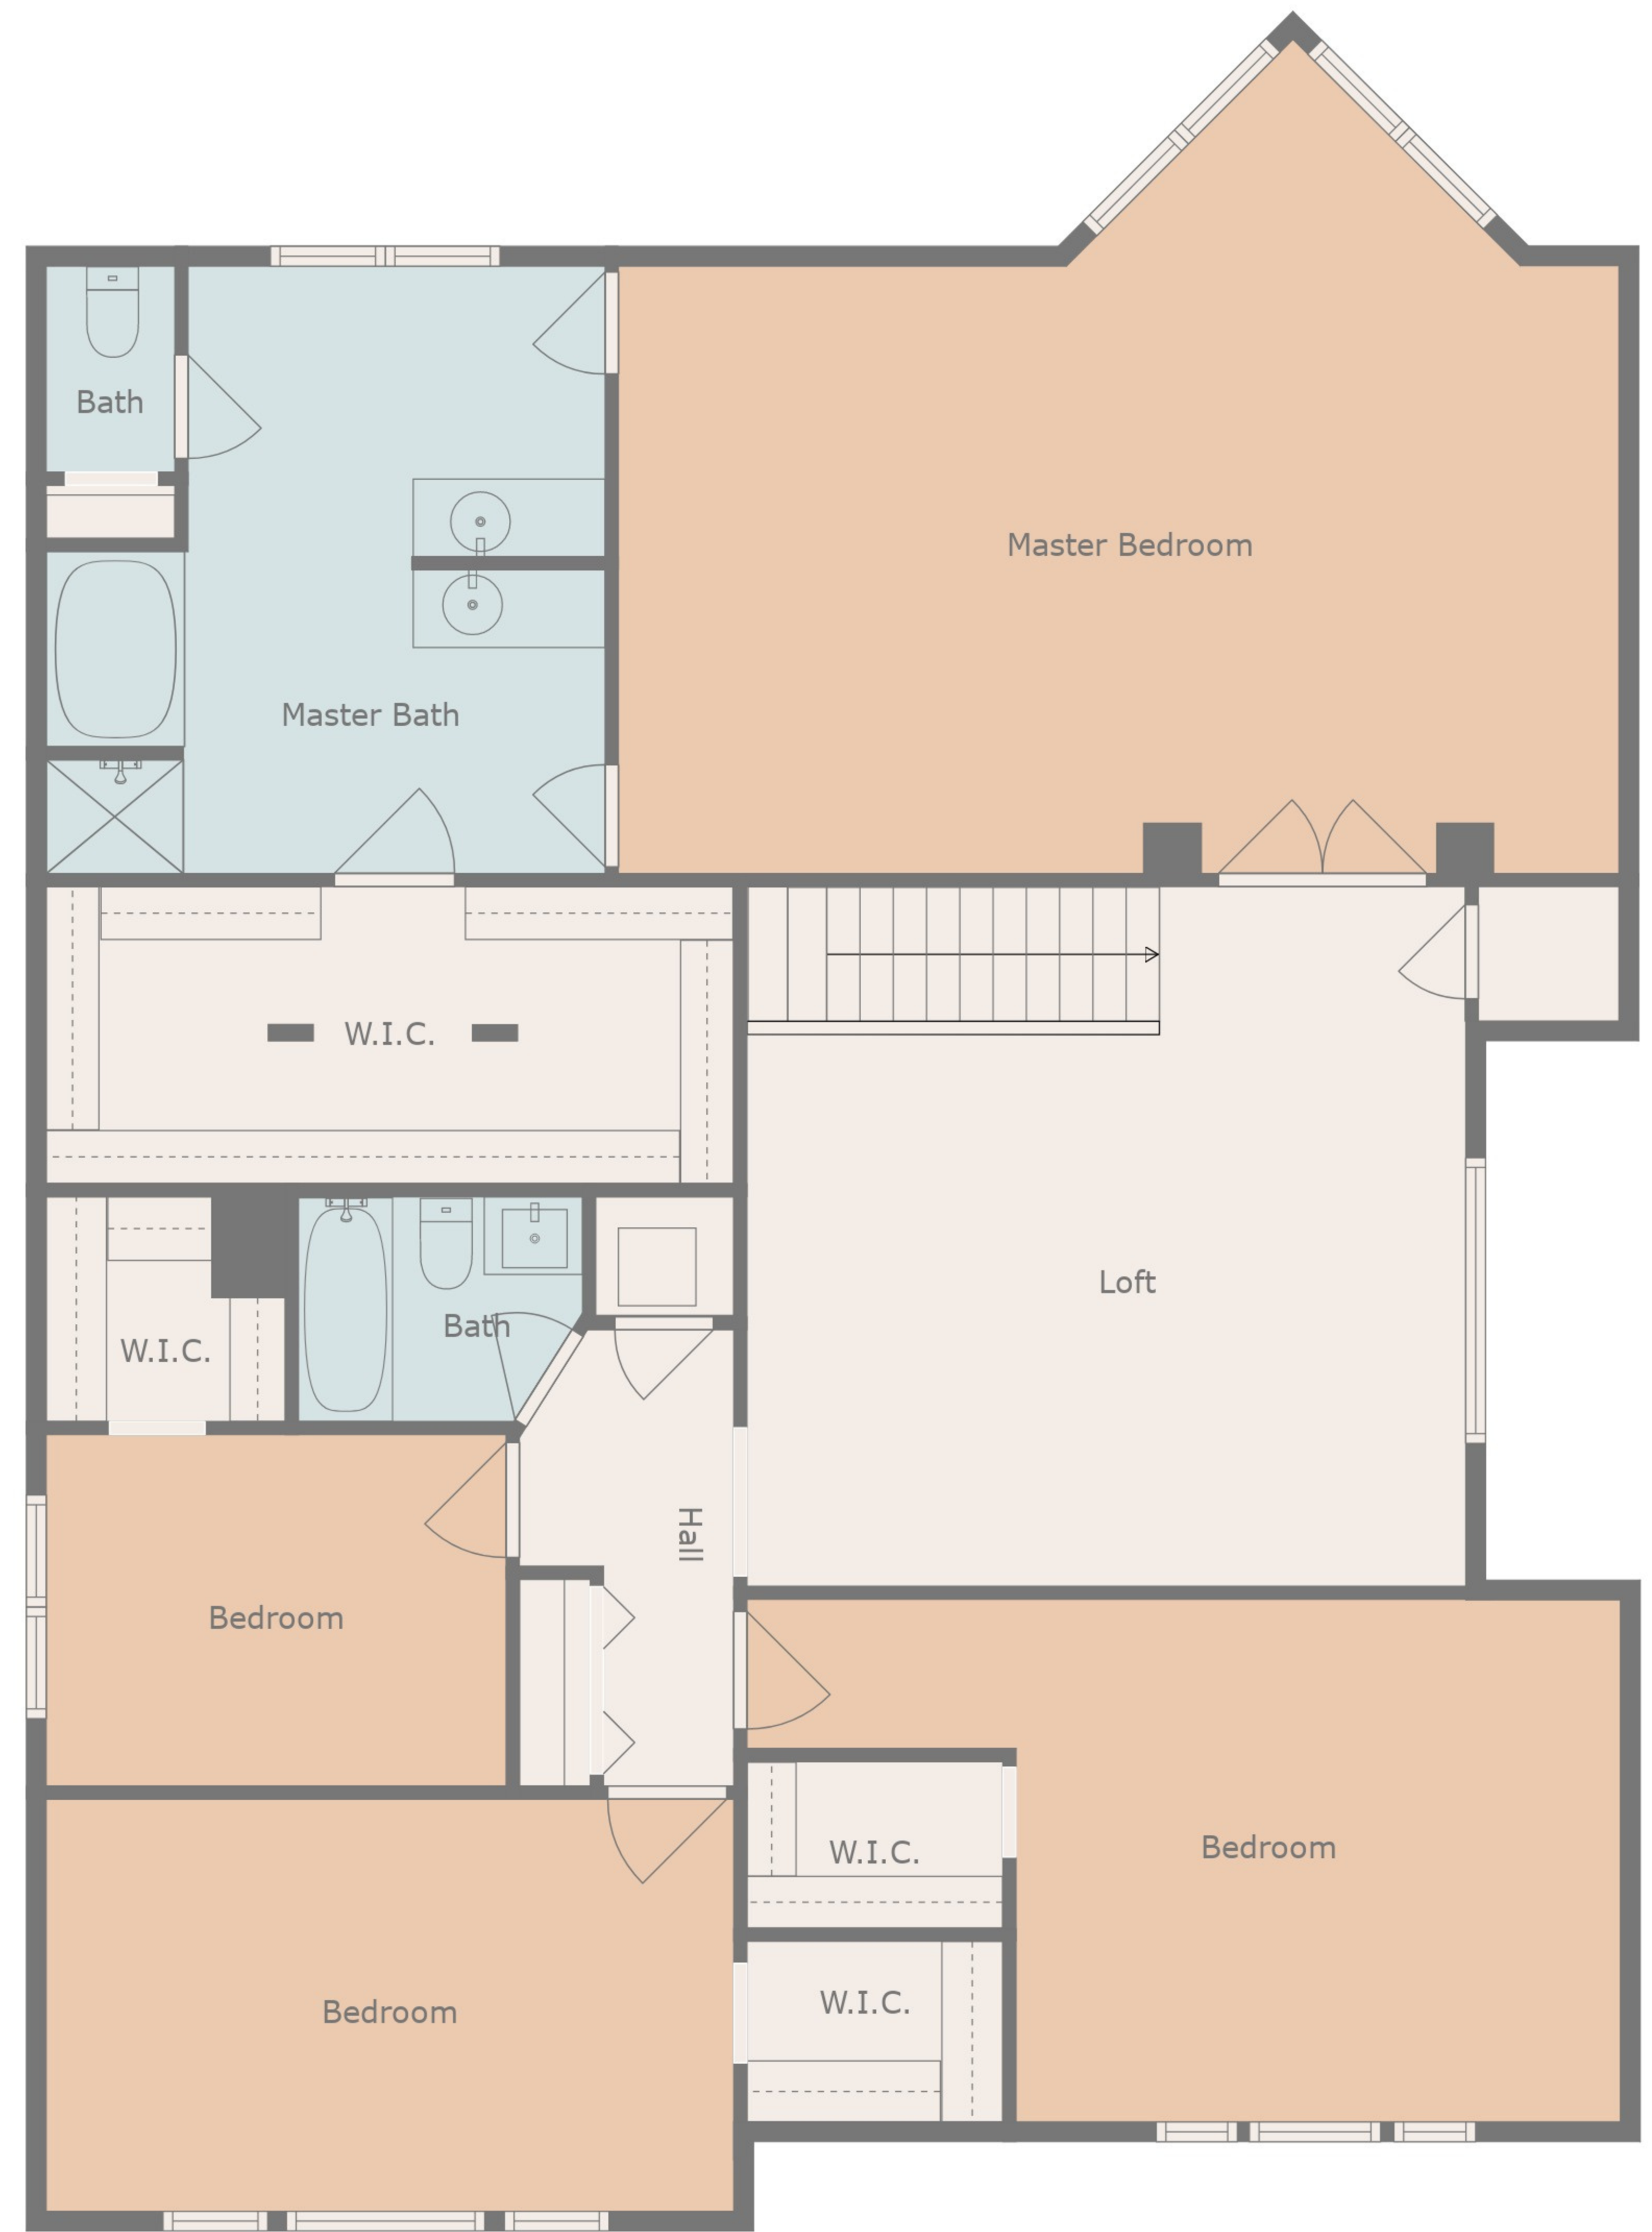 Bath
Master Bedroom
Master Bath
W.I.C.
Loft
Bath
W.I.C.
Hall
Bedroom
Bedroom
W.I.C.
W.I.C.
Bedroom